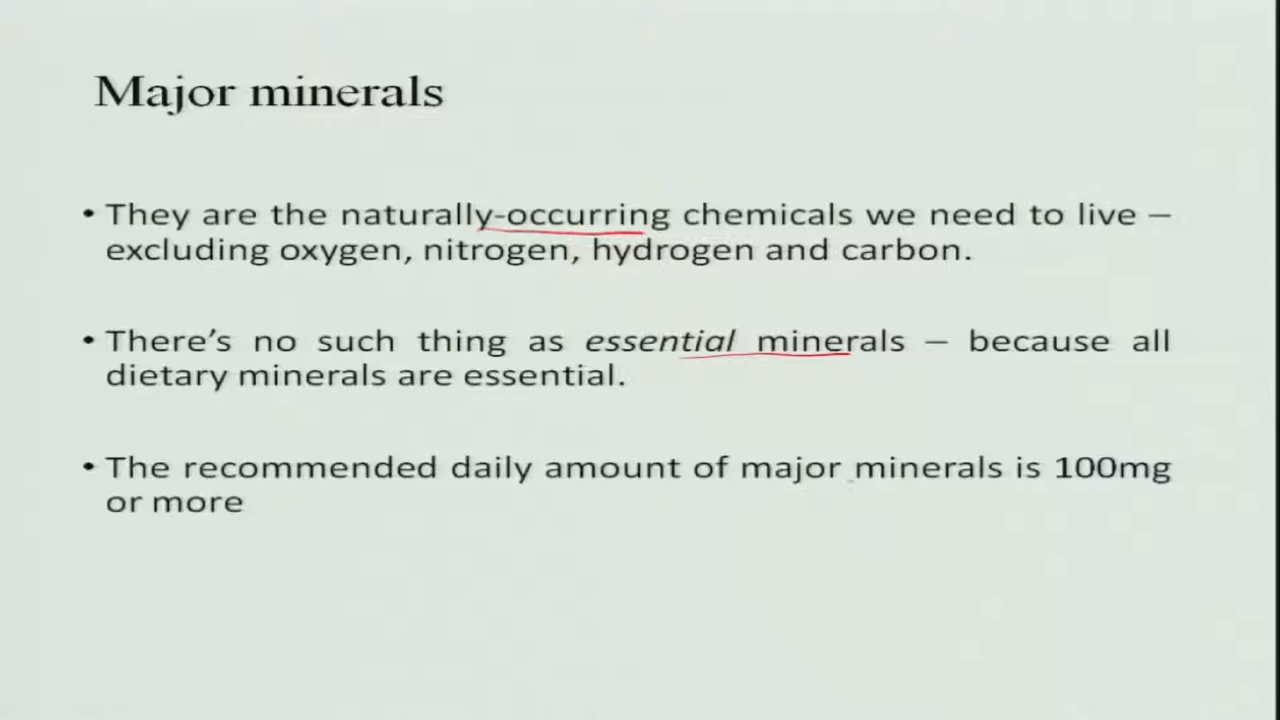 Major minerals
• They are the naturally-occurring chemicals we need to live –
excluding oxygen, nitrogen, hydrogen and carbon.
• There's no such thing as essential minerals – because all
dietary minerals are essential.
• The recommended daily amount of major minerals is 100mg
or more